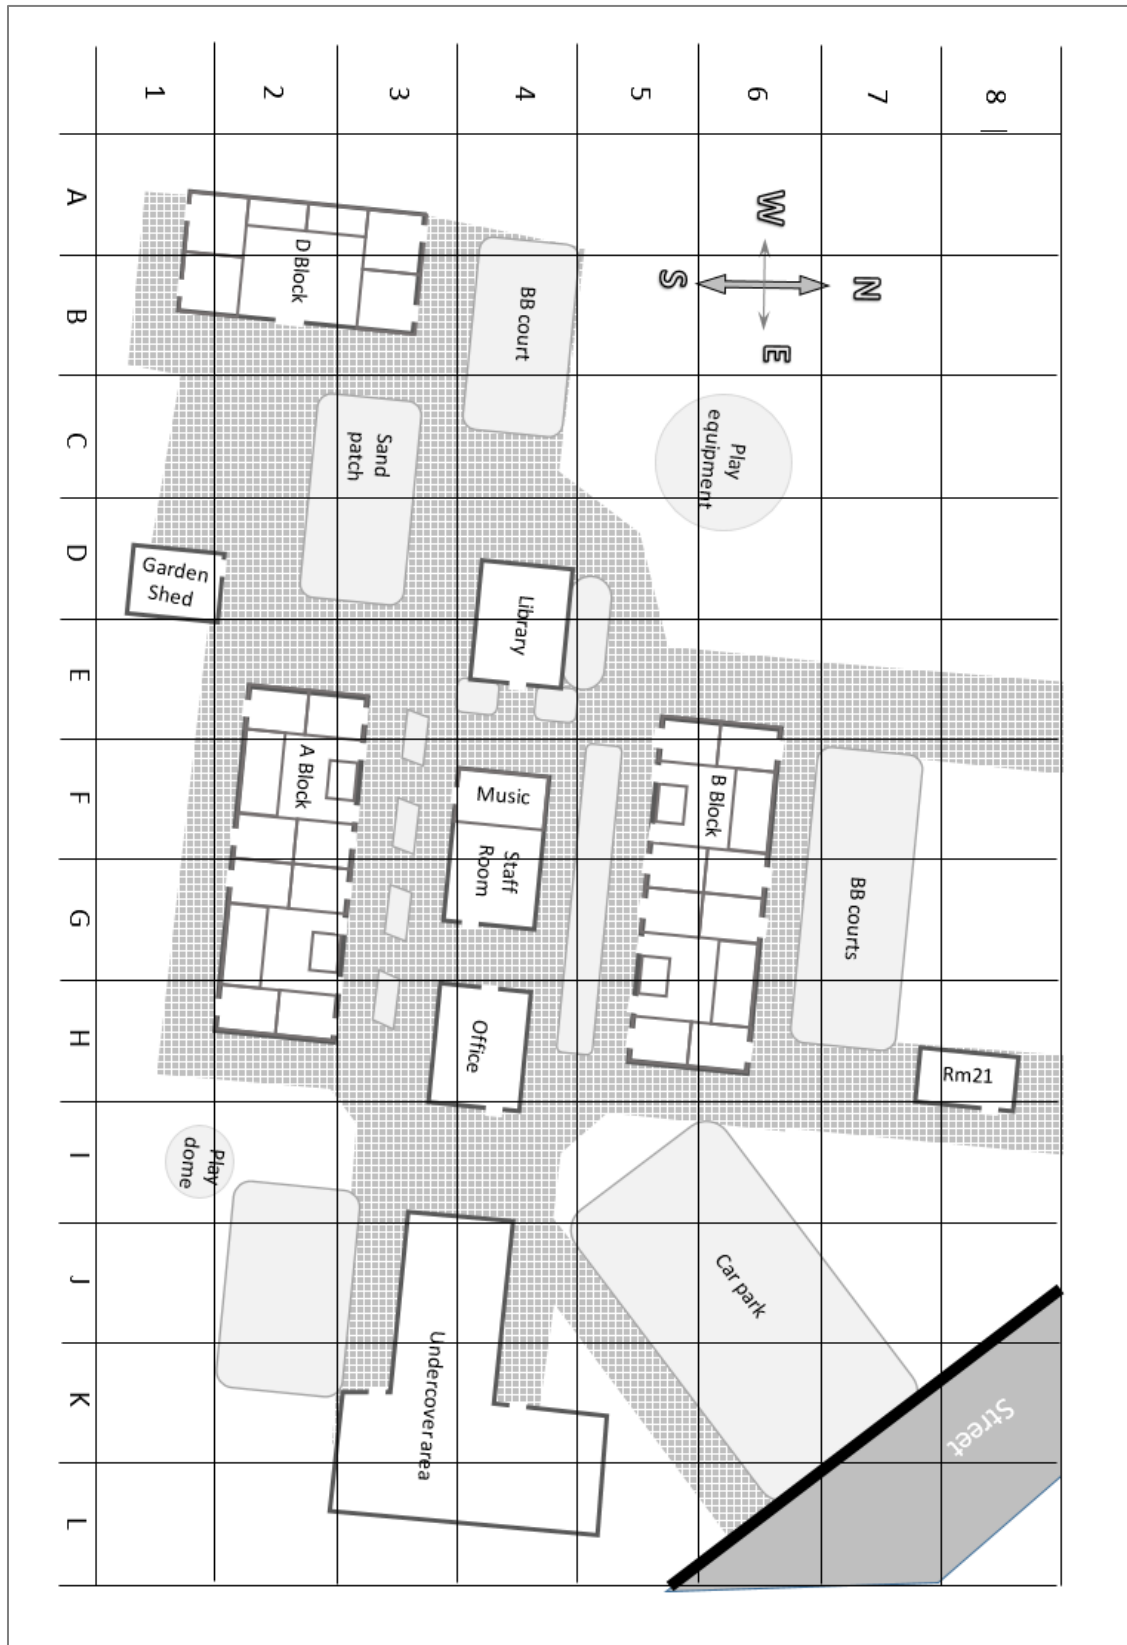 1
2
3
4
5
6
7
8
A
B
C
D
E
F
G
H
I
J
K
L
W
N
S
E
D Block
BB court
Play
equipment
Sand
patch
Garden
Shed
Library
A Block
Music
Staff
Room
B Block
BB courts
Office
Rm21
Play
dome
Car park
Undercover area
Street